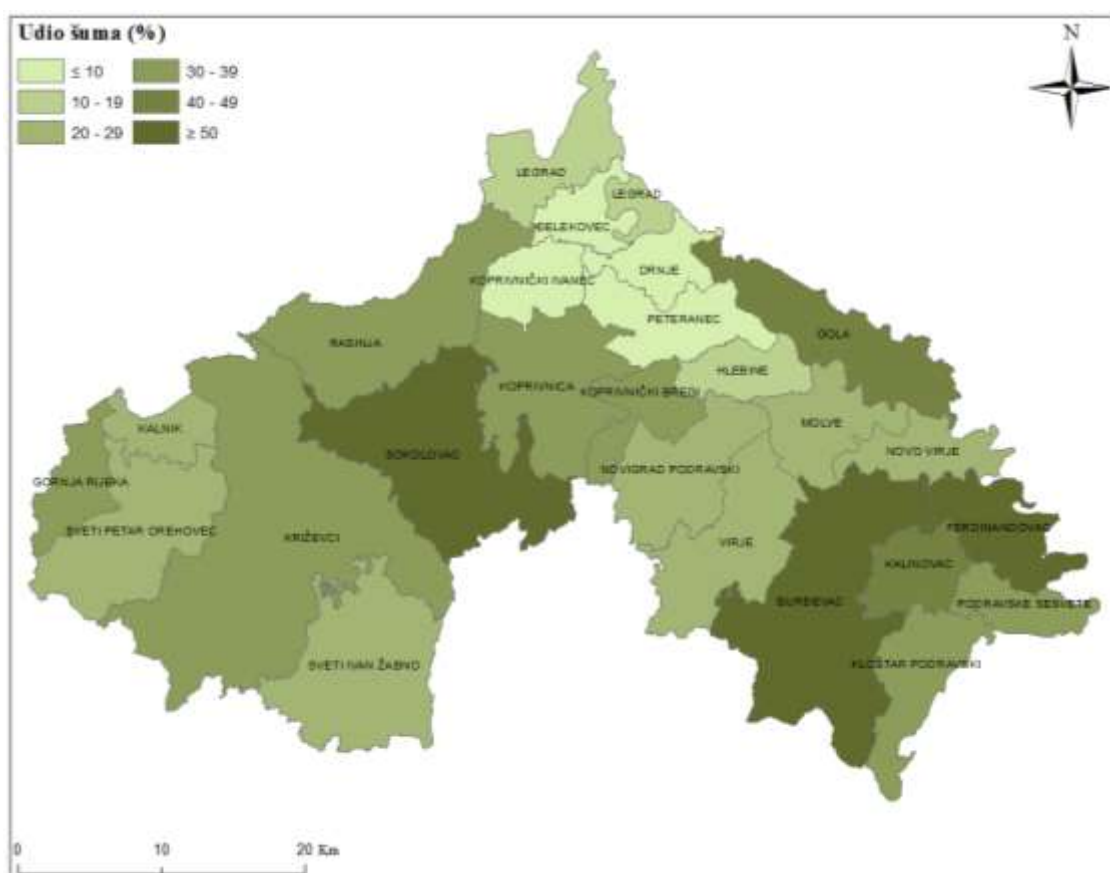 Udio šuma (%)
≤ 10
30 - 39
10 - 19
40 - 49
20 - 29
≥ 50
N
LEGRAD
LEGRAD
ĐELEKOVEC
DRNJE
KOPRIVNIČKI IVANEC
PETERANEC
GOLA
RASINJA
HLEBINE
KOPRIVNICA
KOPRIVNIČKI BREGI
MOLVE
KALNIK
SOKOLOVAC
NOVO VIRJE
NOVIGRAD PODRAVSKI
GORNJA RIJEKA
SVETI PETAR OREHOVEC
FERDINANDOVAC
KRIŽEVCI
VIRJE
KALINOVAC
ĐURĐEVAC
PODRAVSKE SESVETE
SVETI IVAN ŽABNO
KLOŠTAR PODRAVSKI
0 10 20 Km